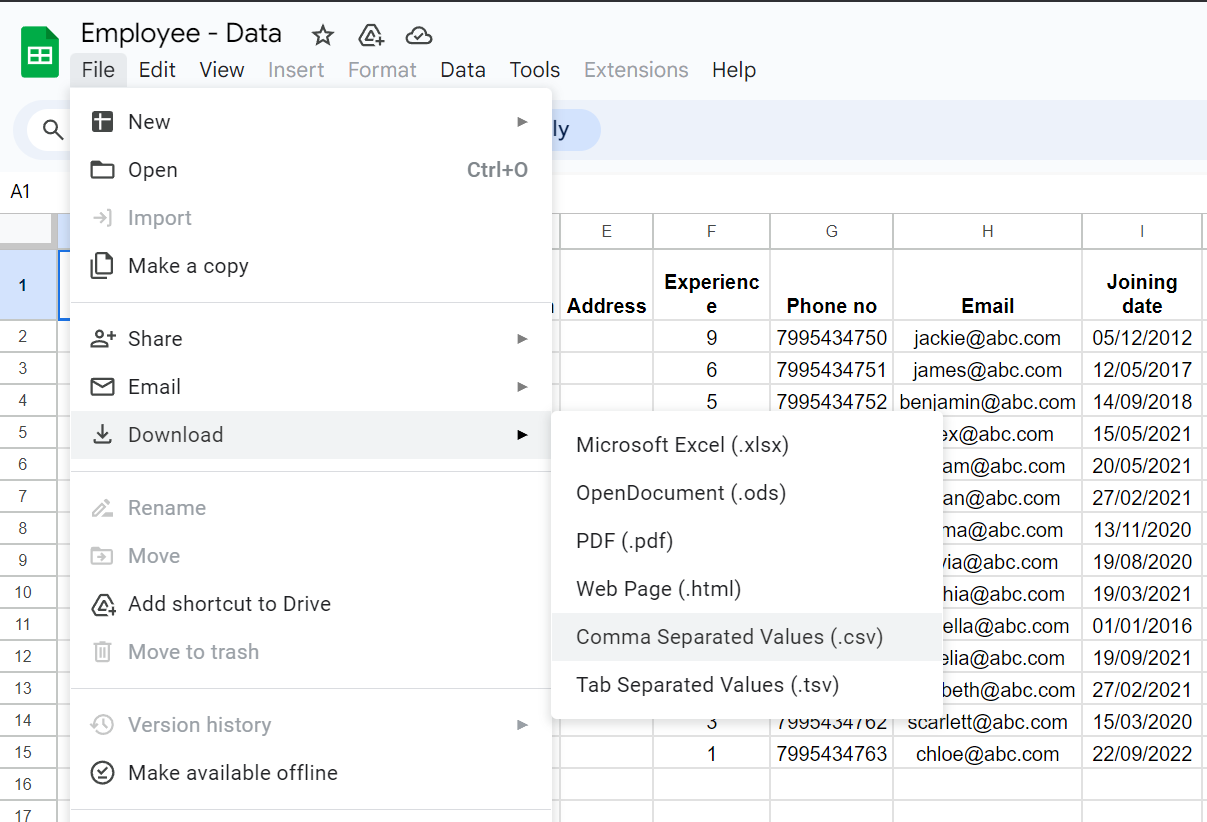 Employee - Data
File Edit View Insert Format Data Tools Extensions Help
New
Open Ctrl+O
Import
Make a copy
Share
Email
Download
Rename
Move
Add shortcut to Drive
Move to trash
Version history
Make available offline
Microsoft Excel (.xlsx)
OpenDocument (.ods)
PDF (.pdf)
Web Page (.html)
Comma Separated Values (.csv)
Tab Separated Values (.tsv)
A1
E F G H I
1 Address Experience Phone no Email Joining date
2 9 7995434750 jackie@abc.com 05/12/2012
3 6 7995434751 james@abc.com 12/05/2017
4 5 7995434752 benjamin@abc.com 14/09/2018
5 ex@abc.com 15/05/2021
6 am@abc.com 20/05/2021
7 an@abc.com 27/02/2021
8 ma@abc.com 13/11/2020
9 via@abc.com 19/08/2020
10 hia@abc.com 19/03/2021
11 ella@abc.com 01/01/2016
12 elia@abc.com 19/09/2021
13 beth@abc.com 27/02/2021
14 3 7995434762 scarlett@abc.com 15/03/2020
15 1 7995434763 chloe@abc.com 22/09/2022
16
17